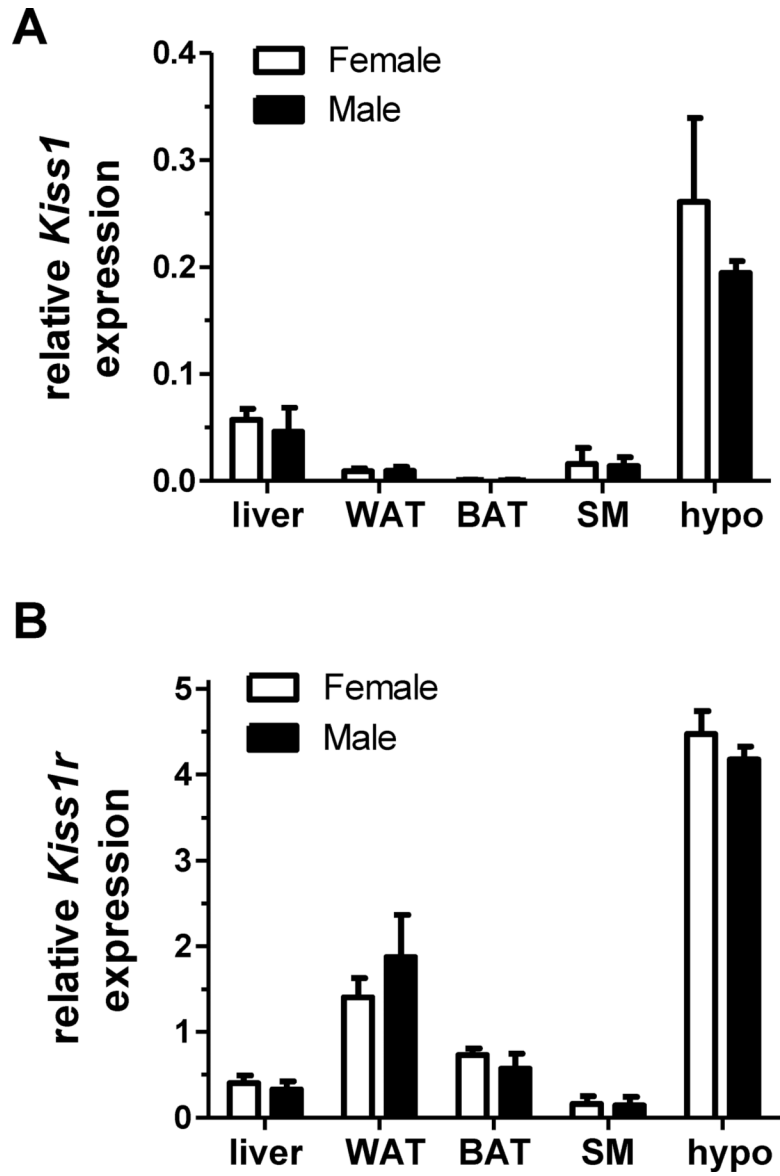 A
relative Kiss1
expression
0.4
0.3
0.2
0.1
0.0
Female
Male
liver WAT BAT SM hypo
B
relative Kiss1r
expression
5
4
3
2
1
0
Female
Male
liver WAT BAT SM hypo